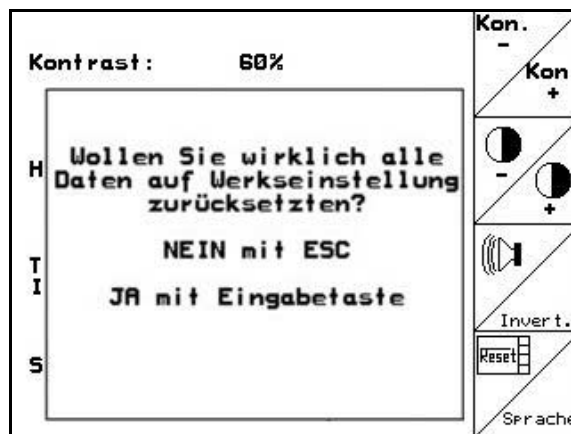 Kon.
-
Kontrast: 60%
Kon
+
H
Wollen Sie wirklich alle
Daten auf Werkseinstellung
zurücksetzten?
-
+
NEIN mit ESC
T
I
JA mit Eingabetaste
Invert.
S
Reset
Sprache